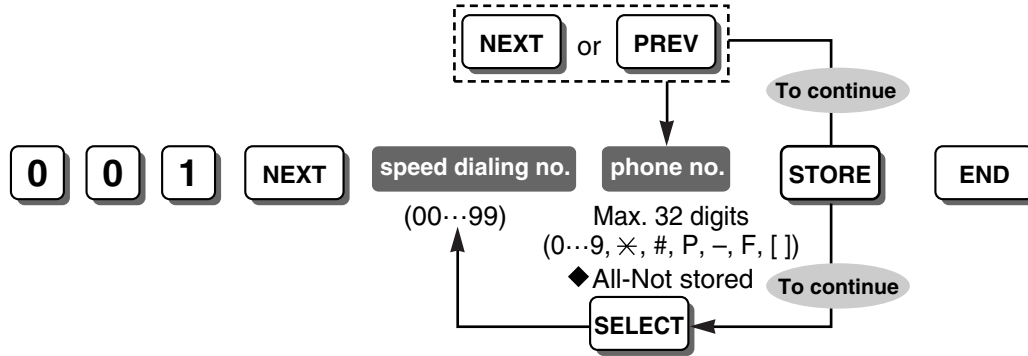 NEXT or PREV
To continue
0 0 1 NEXT speed dialing no. phone no. STORE END
(00···99) Max. 32 digits
(0···9, ✳, #, P, –, F, [ ])
◆All-Not stored
To continue
SELECT